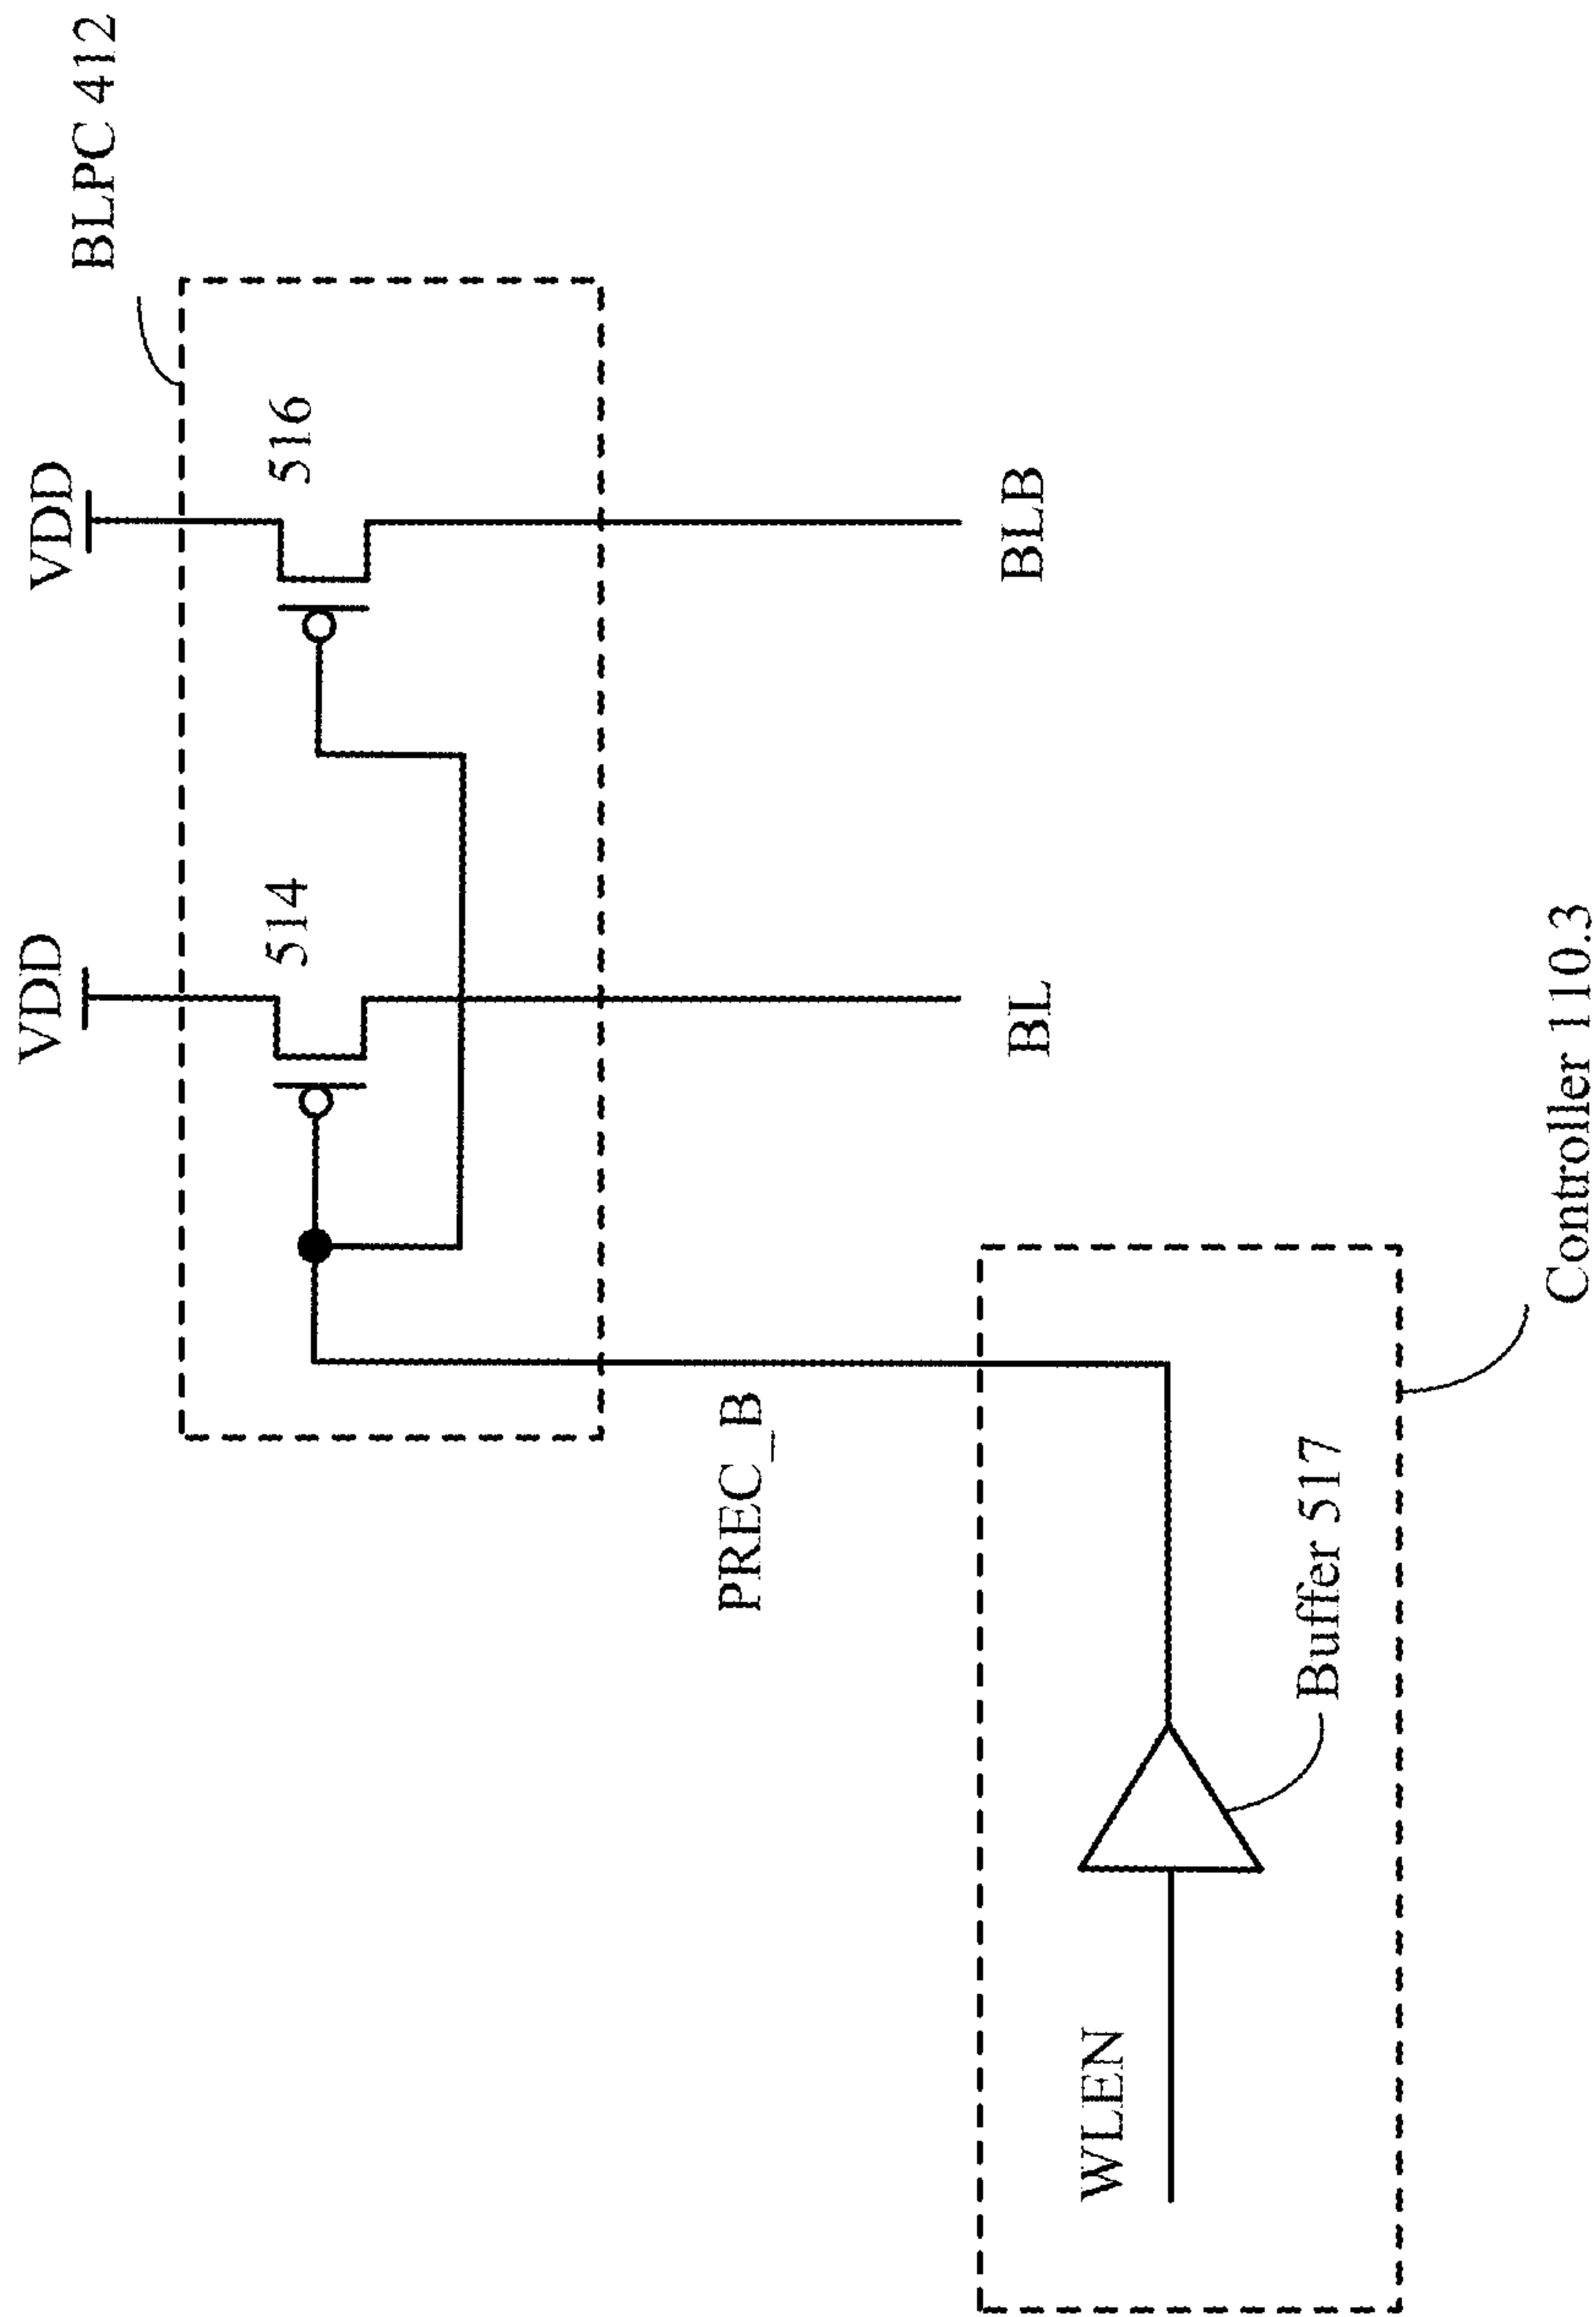 BLPC 412
VDD
VDD
514
516
PREC_B
BL
BLB
WLEN
Buffer 517
Controller 110.3